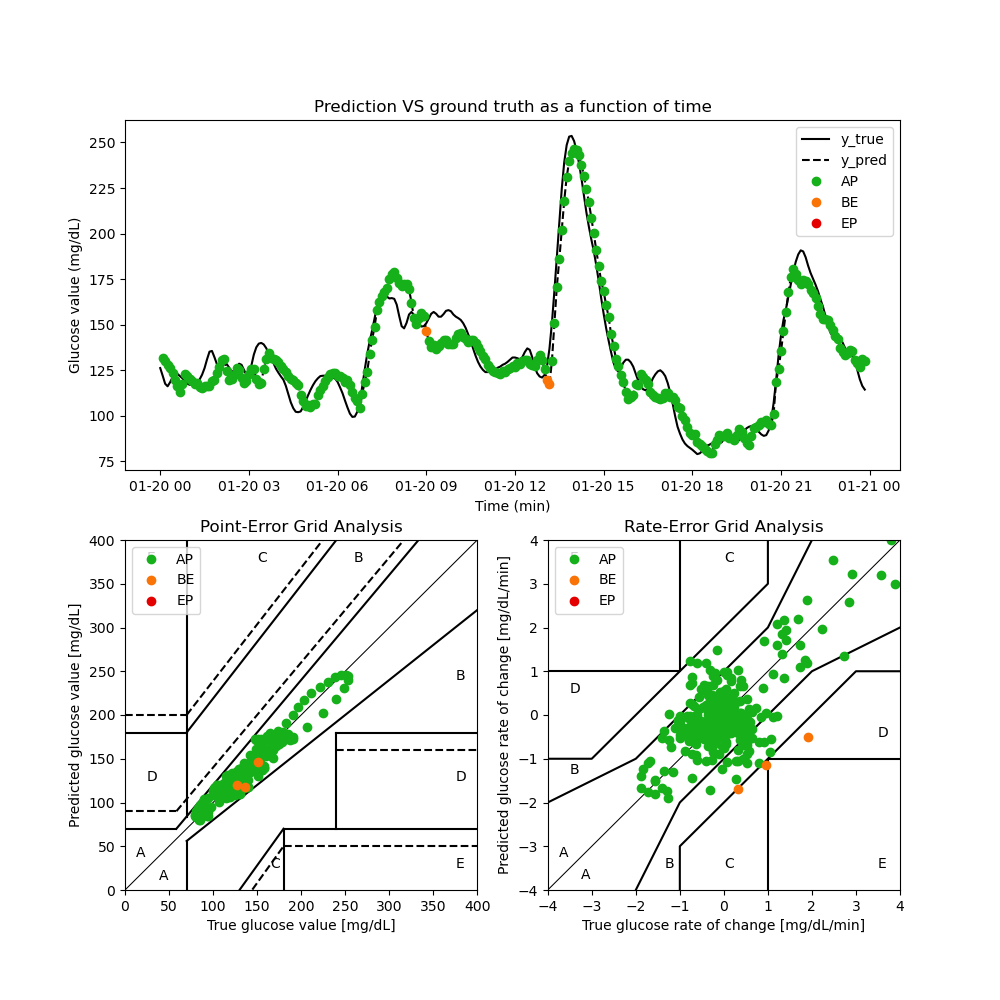 Prediction VS ground truth as a function of time
Glucose value (mg/dL)
250
225
200
175
150
125
100
75
y_true
y_pred
AP
BE
EP
01-20 00 01-20 03 01-20 06 01-20 09 01-20 12 01-20 15 01-20 18 01-20 21 01-21 00
Time (min)
Point-Error Grid Analysis
Predicted glucose value [mg/dL]
400
350
300
250
200
150
100
50
0
AP
BE
EP
C
B
B
D
D
A
A
C
E
0 50 100 150 200 250 300 350 400
True glucose value [mg/dL]
Rate-Error Grid Analysis
Predicted glucose rate of change [mg/dL/min]
4
3
2
1
0
−1
−2
−3
−4
AP
BE
EP
C
D
D
B
A
A
B
C
E
−4 −3 −2 −1 0 1 2 3 4
True glucose rate of change [mg/dL/min]